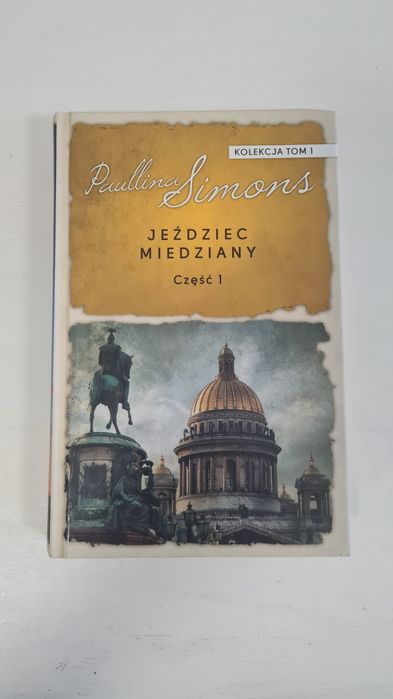 KOLEKCJA TOM 1
Paullina Simons
JEŹDZIEC
MIEDZIANY
Część 1